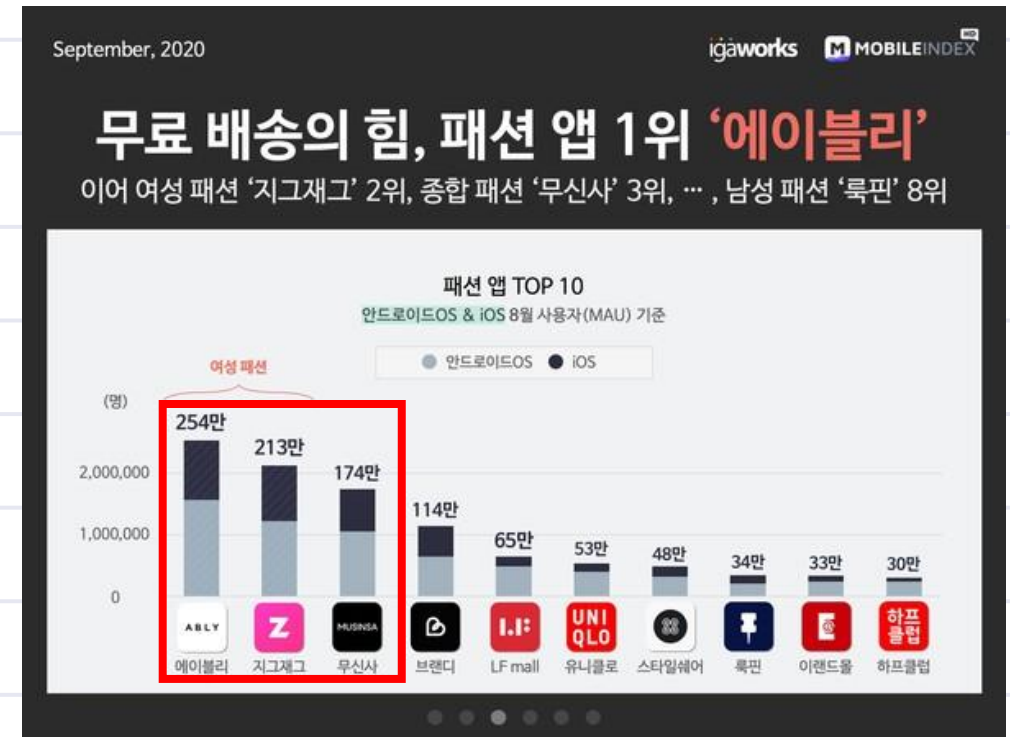 September, 2020
igaworks M MOBILEINDEX HD
무료 배송의 힘, 패션 앱 1위 ‘에이블리’
이어 여성 패션 ‘지그재그’ 2위, 종합 패션 ‘무신사’ 3위, ··· , 남성 패션 ‘룩핀’ 8위
패션 앱 TOP 10
안드로이드OS & iOS 8월 사용자(MAU) 기준
안드로이드OS iOS
여성 패션
(명)
254만
213만
174만
114만
65만
53만
48만
34만
33만
30만
2,000,000
1,000,000
0
ABLY
Z
MUSINSA
LF
UNI
QLO
하프
클럽
에이블리 지그재그 무신사 브랜디 LF mall 유니클로 스타일쉐어 룩핀 이랜드몰 하프클럽